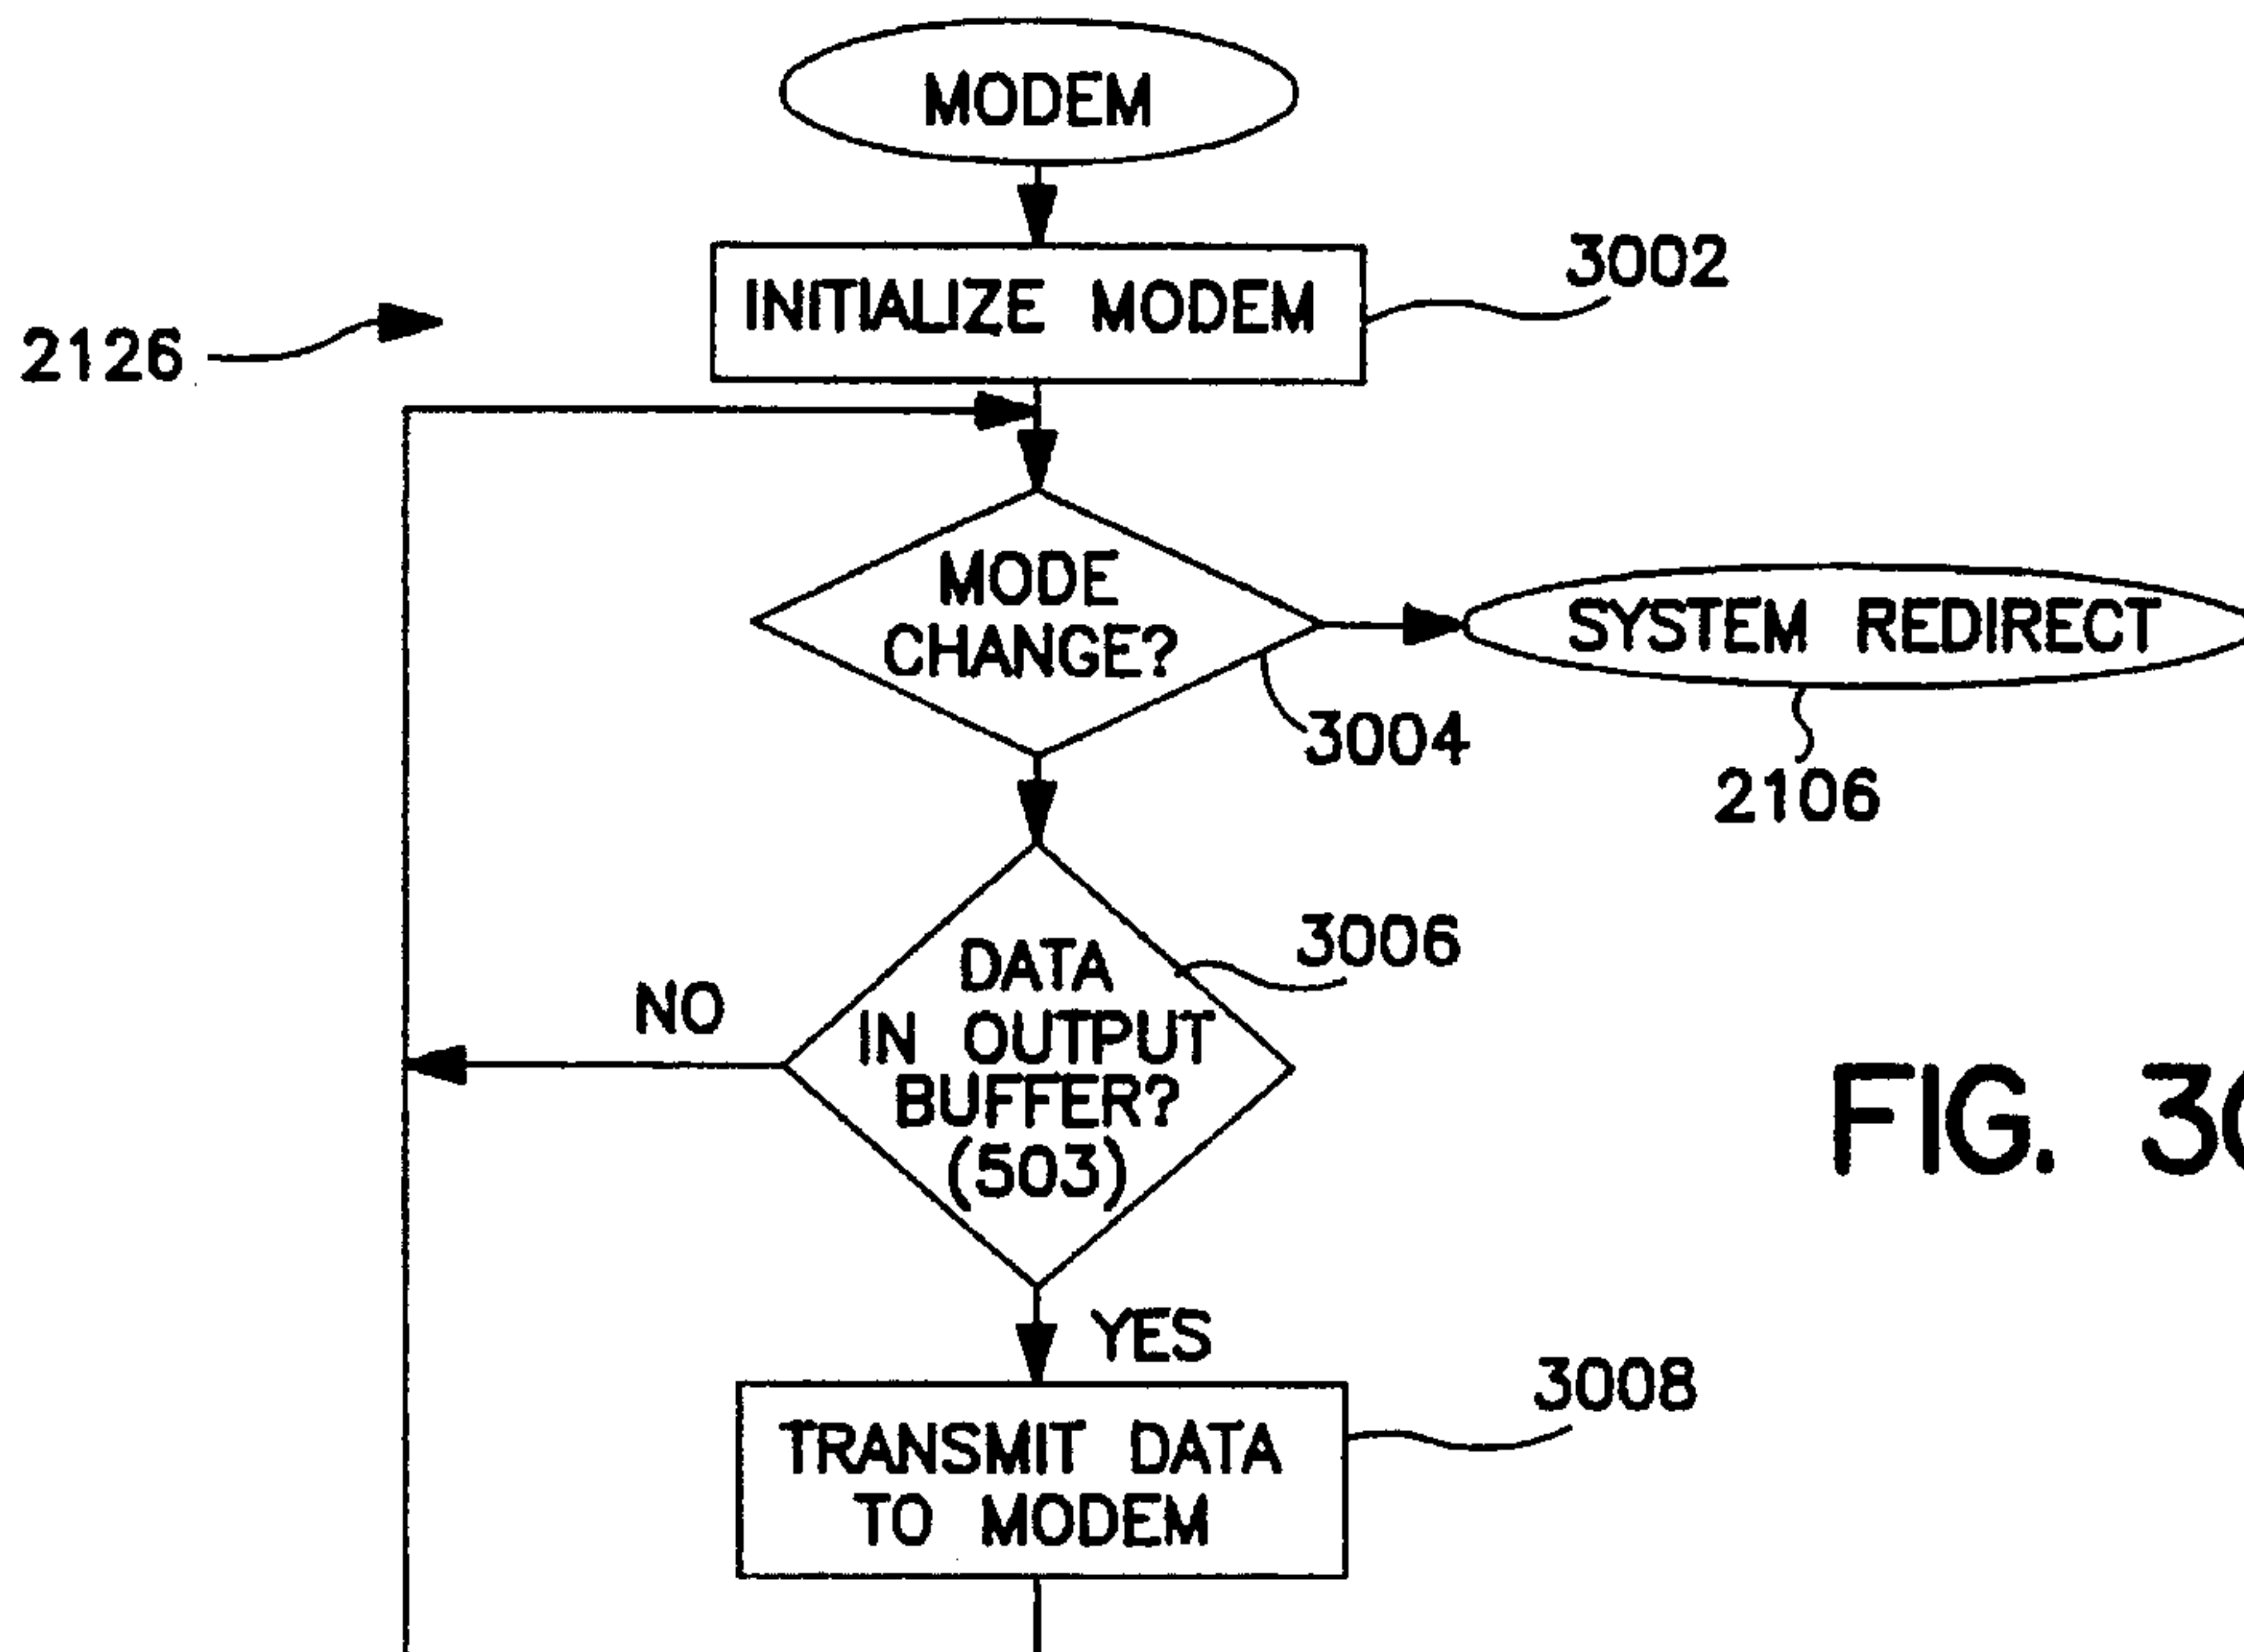 MODEM
INITIALIZE MODEM
3002
2126
MODE
CHANGE?
SYSTEM REDIRECT
3004
2106
DATA
IN OUTPUT
BUFFER?
(503)
3006
NO
FIG.
YES
TRANSMIT DATA
TO MODEM
3008